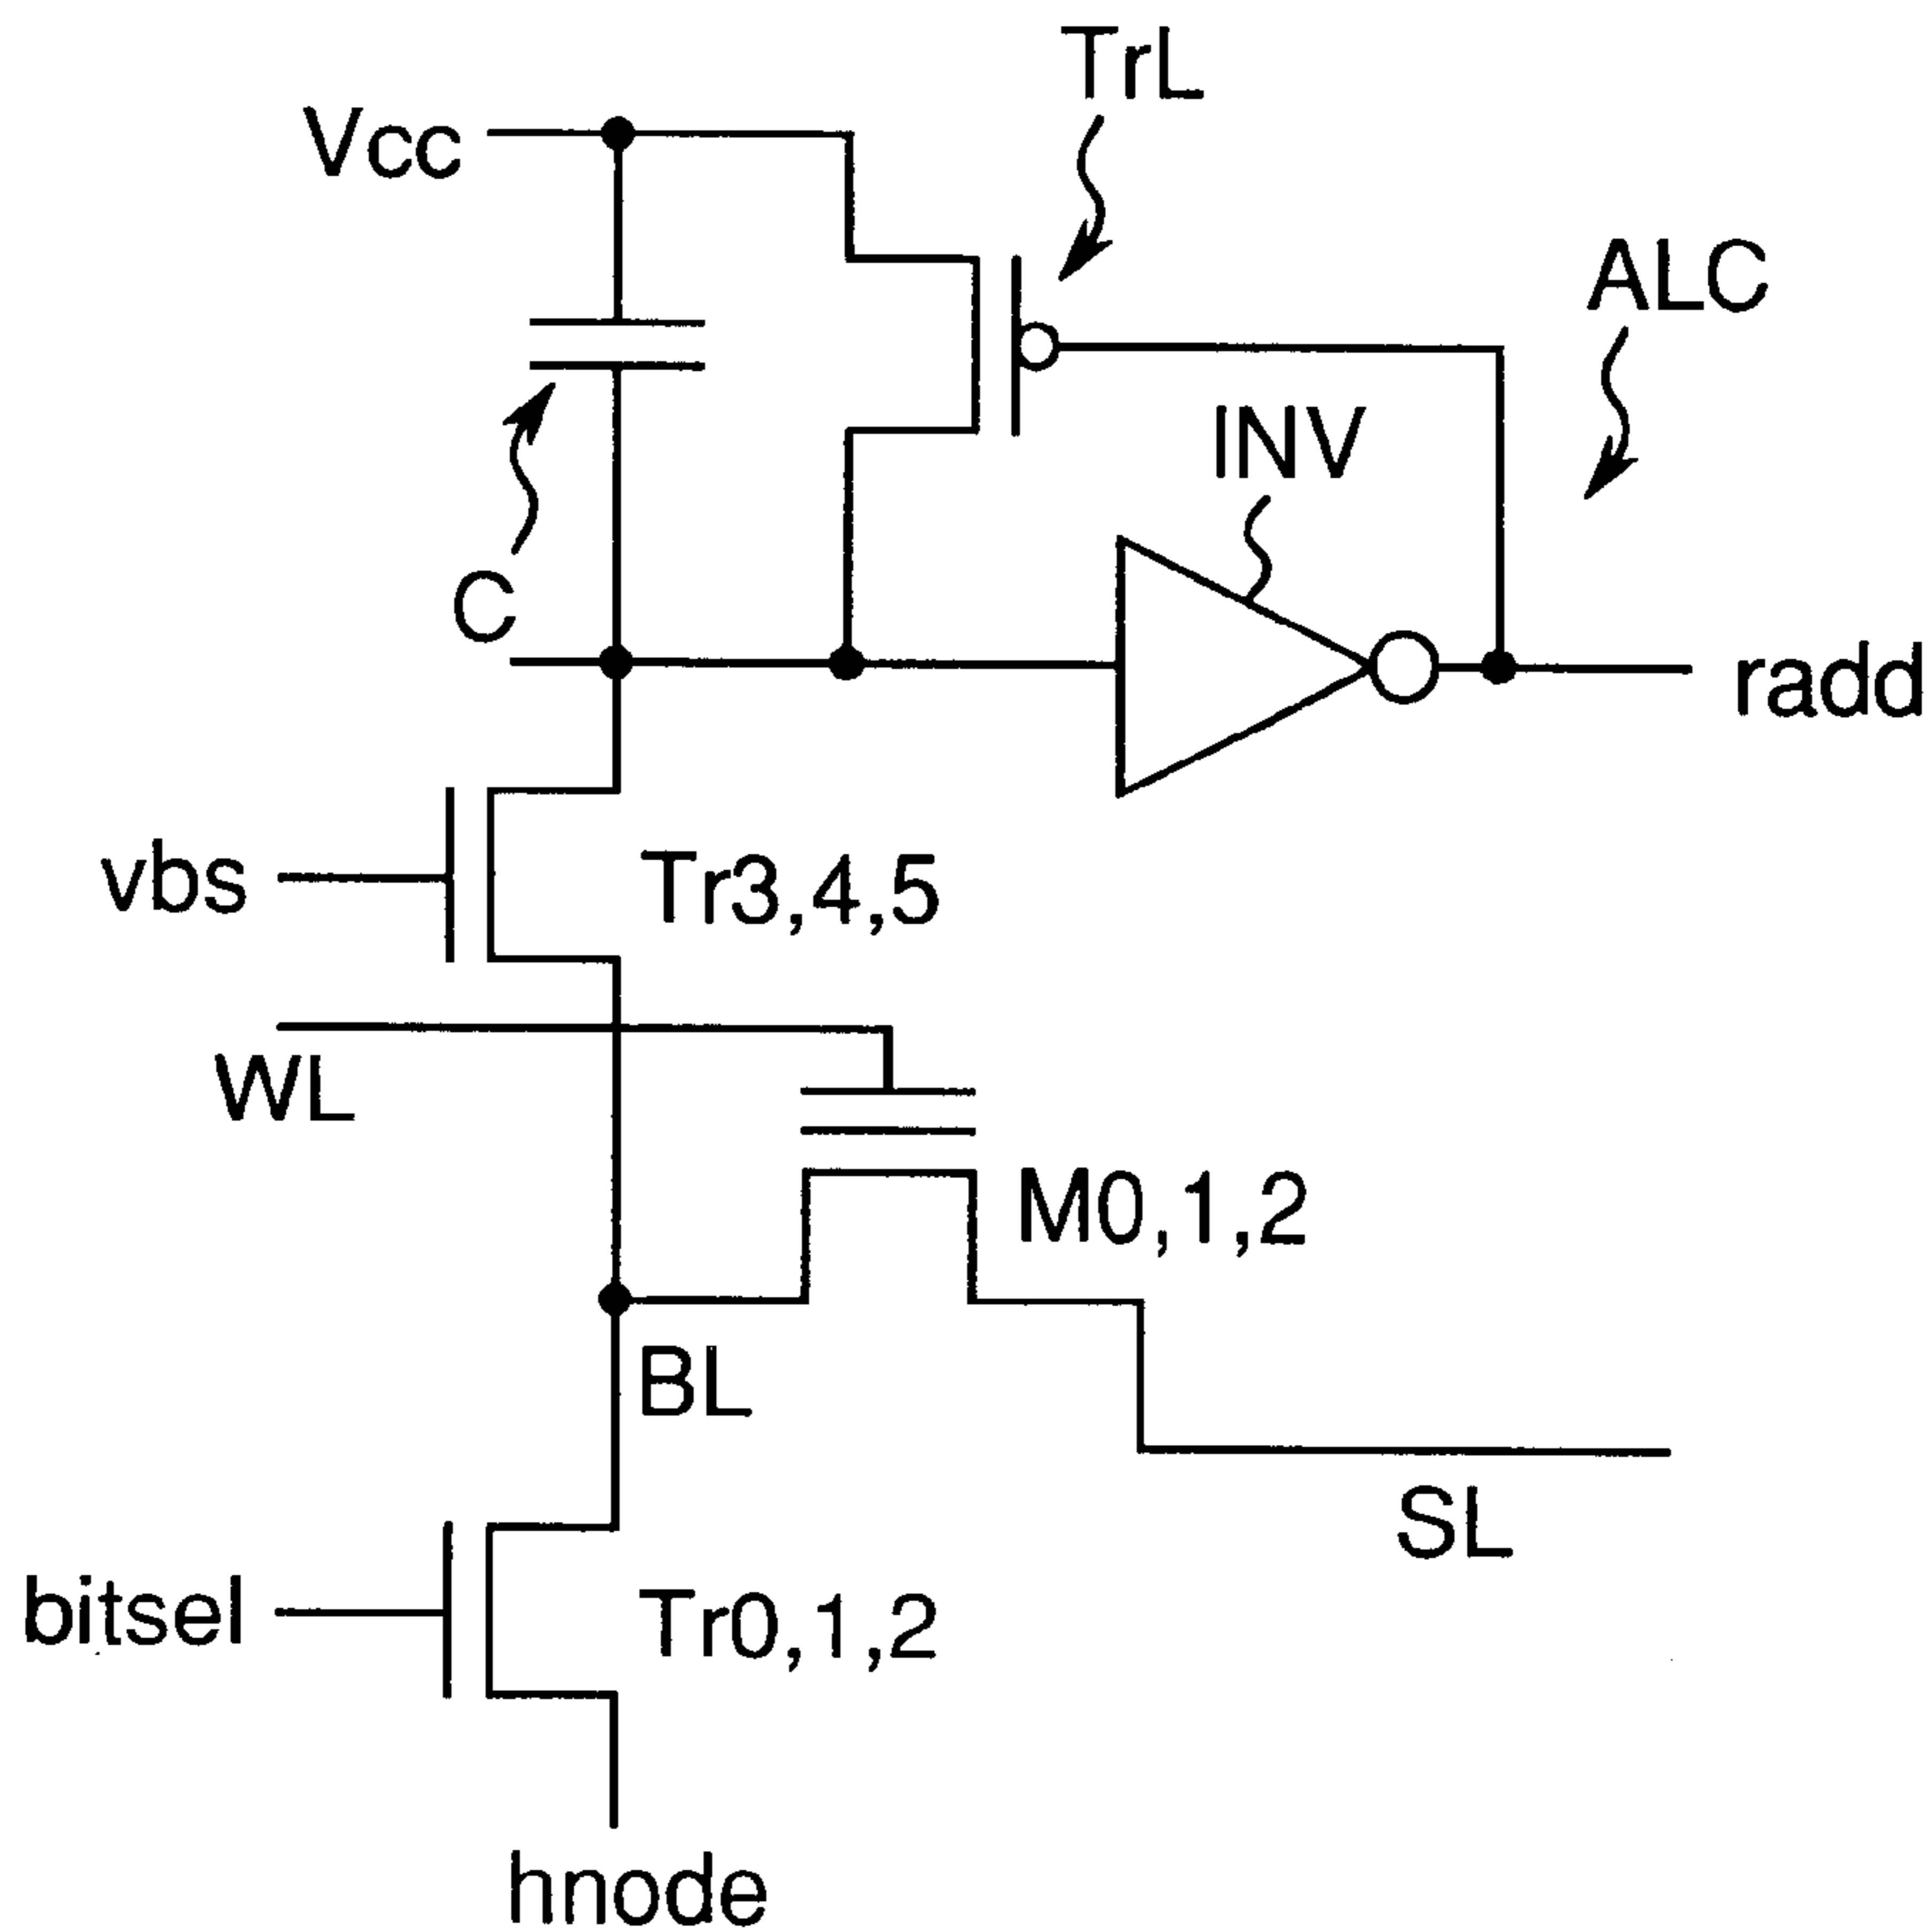 TrL
Vcc
ALC
INV
C
radd
vbs
Tr3,4,5
WL
M0,1,2
BL
SL
bitsel
Tr0,1,2
hnode